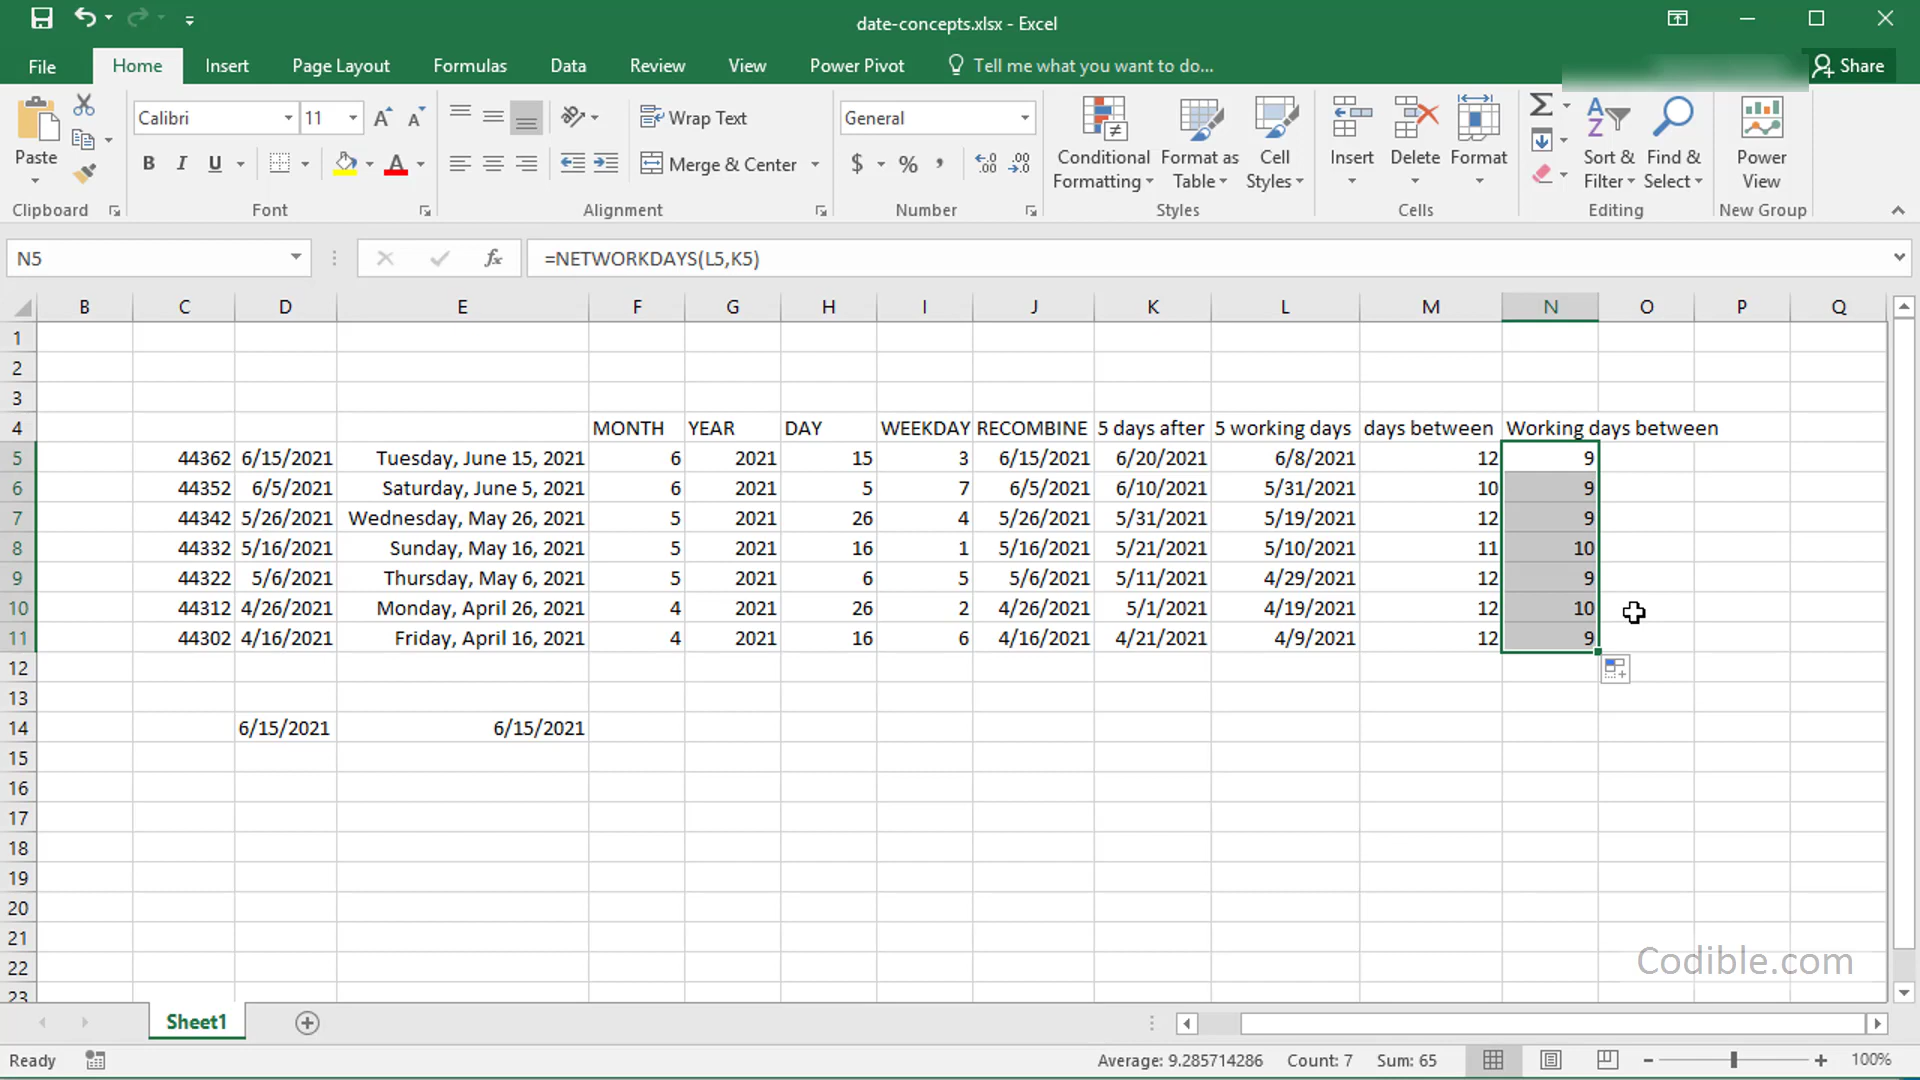 date-concepts.xlsx - Excel
File Home Insert Page Layout Formulas Data Review View Power Pivot Tell me what you want to do... Share
Calibri 11 Wrap Text General
Paste B I U A Merge & Center $ % , Conditional Formatting Format as Table Cell Styles Insert Delete Format Sort & Filter Find & Select Power View
Clipboard Font Alignment Number Styles Cells Editing New Group
N5 fx =NETWORKDAYS(L5,K5)
B C D E F G H I J K L M N O P Q
1
2
3
4 MONTH YEAR DAY WEEKDAY RECOMBINE 5 days after 5 working days days between Working days between
5 44362 6/15/2021 Tuesday, June 15, 2021 6 2021 15 3 6/15/2021 6/20/2021 6/8/2021 12 9
6 44352 6/5/2021 Saturday, June 5, 2021 6 2021 5 7 6/5/2021 6/10/2021 5/31/2021 10 9
7 44342 5/26/2021 Wednesday, May 26, 2021 5 2021 26 4 5/26/2021 5/31/2021 5/19/2021 12 9
8 44332 5/16/2021 Sunday, May 16, 2021 5 2021 16 1 5/16/2021 5/21/2021 5/10/2021 11 10
9 44322 5/6/2021 Thursday, May 6, 2021 5 2021 6 5 5/6/2021 5/11/2021 4/29/2021 12 9
10 44312 4/26/2021 Monday, April 26, 2021 4 2021 26 2 4/26/2021 5/1/2021 4/19/2021 12 10
11 44302 4/16/2021 Friday, April 16, 2021 4 2021 16 6 4/16/2021 4/21/2021 4/9/2021 12 9
12
13
14 6/15/2021 6/15/2021
15
16
17
18
19
20
21
22
23
Codible.com
Sheet1
Ready Average: 9.285714286 Count: 7 Sum: 65 100%